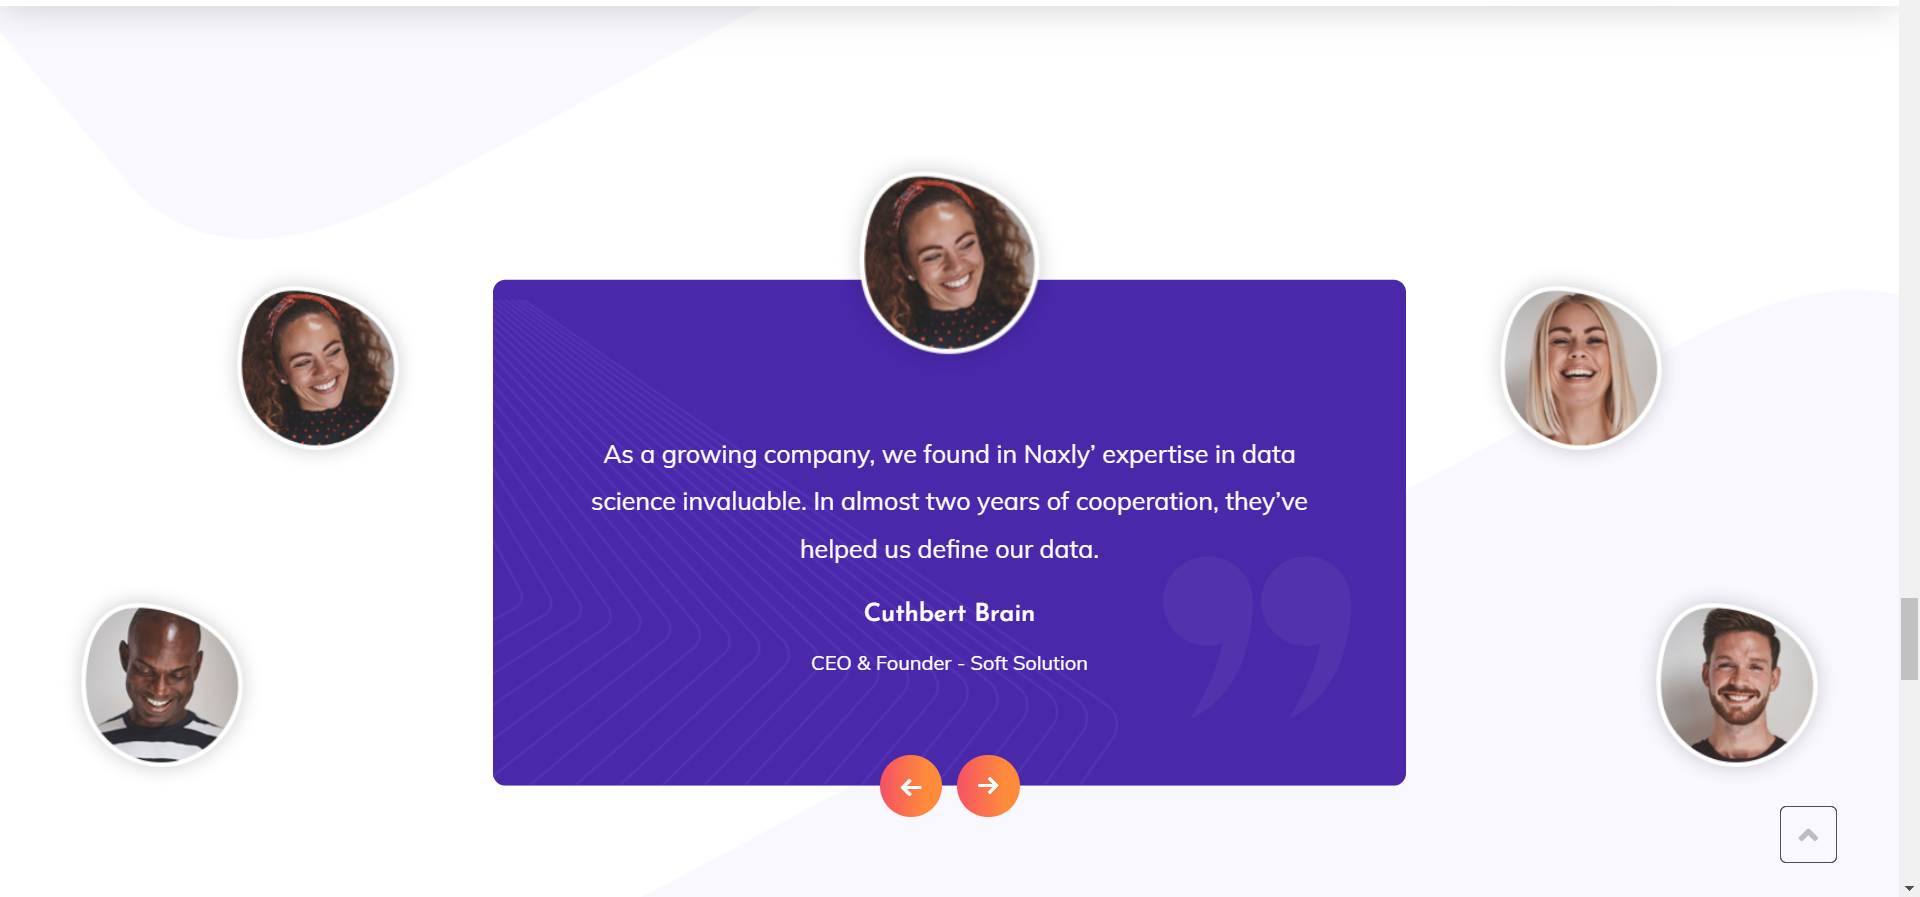 As a growing company, we found in Naxly’ expertise in data
science invaluable. In almost two years of cooperation, they’ve
helped us define our data.
Cuthbert Brain
CEO & Founder - Soft Solution